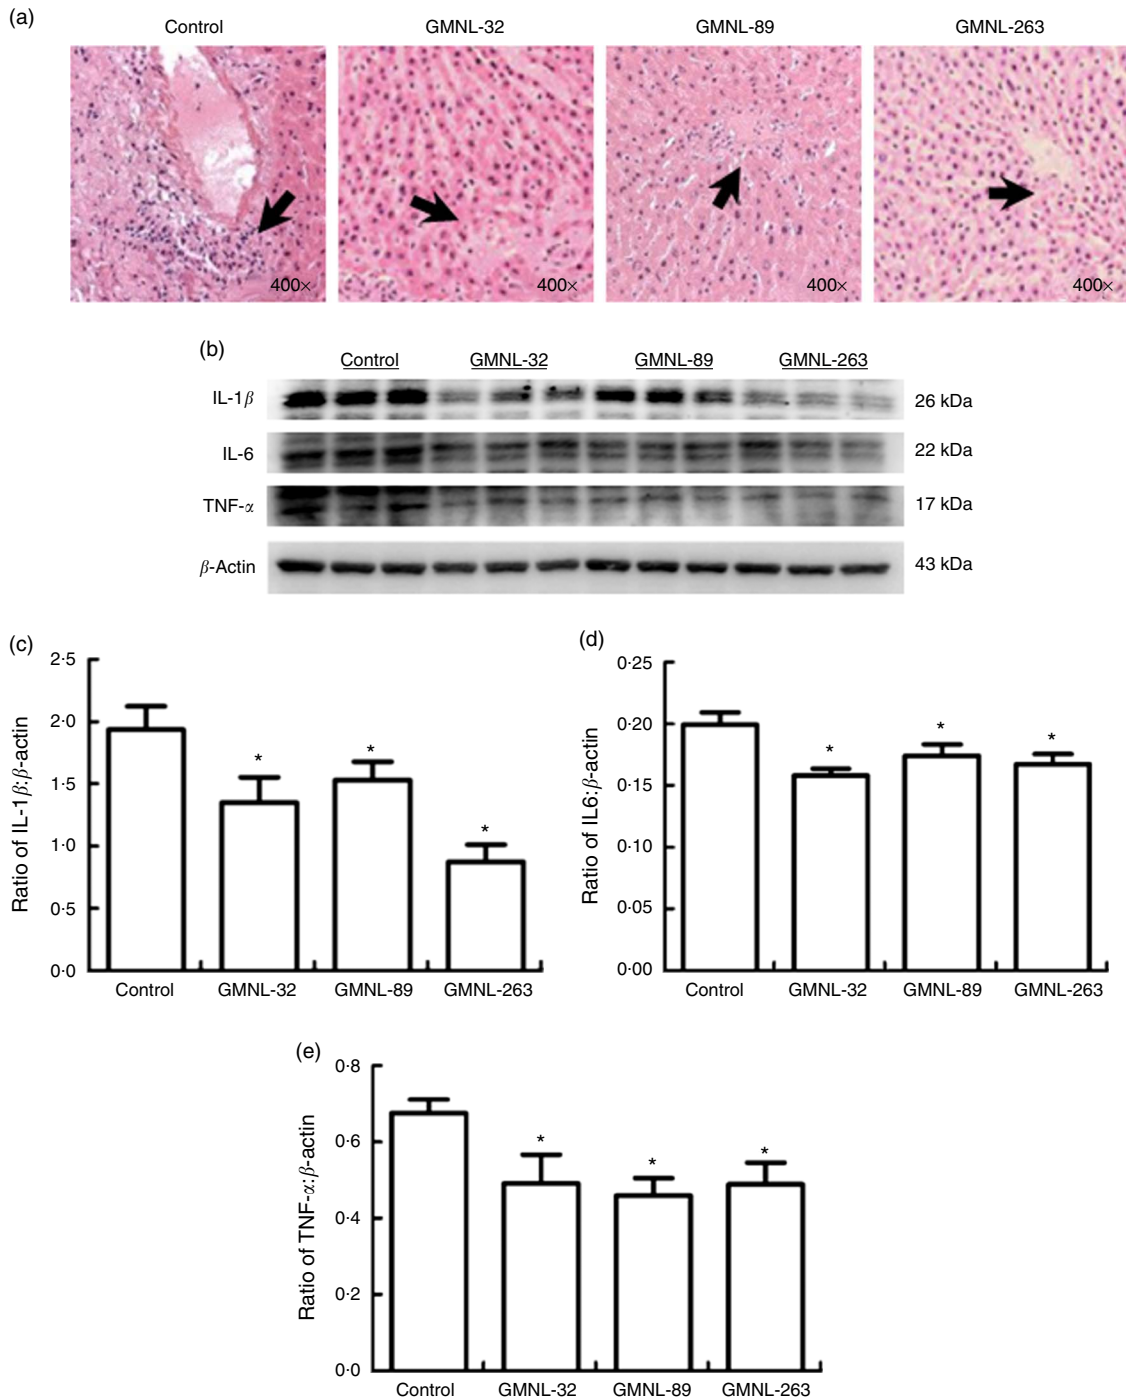 (a)
Control GMNL-32 GMNL-89 GMNL-263
400× 400× 400× 400×
(b)
Control GMNL-32 GMNL-89 GMNL-263
IL-1β 26 kDa
IL-6 22 kDa
TNF-α 17 kDa
β-Actin 43 kDa
(c)
Ratio of IL-1β:β-actin
2·5
2·0
1·5
1·0
0·5
0·0
* * *
Control GMNL-32 GMNL-89 GMNL-263
(d)
Ratio of IL6:β-actin
0·25
0·20
0·15
0·10
0·05
0·00
* * *
Control GMNL-32 GMNL-89 GMNL-263
(e)
Ratio of TNF-α:β-actin
0·8
0·6
0·4
0·2
0·0
* * *
Control GMNL-32 GMNL-89 GMNL-263